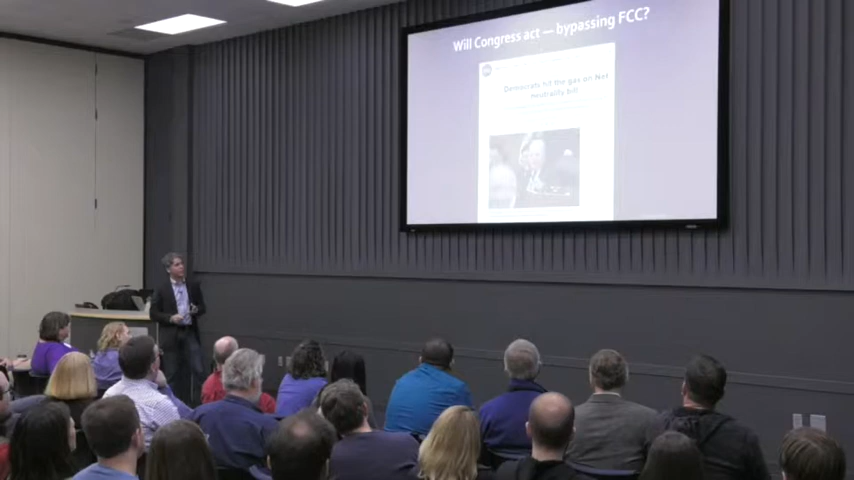 Will Congress act — bypassing FCC?
Democrats hit the gas on Net
neutrality bill